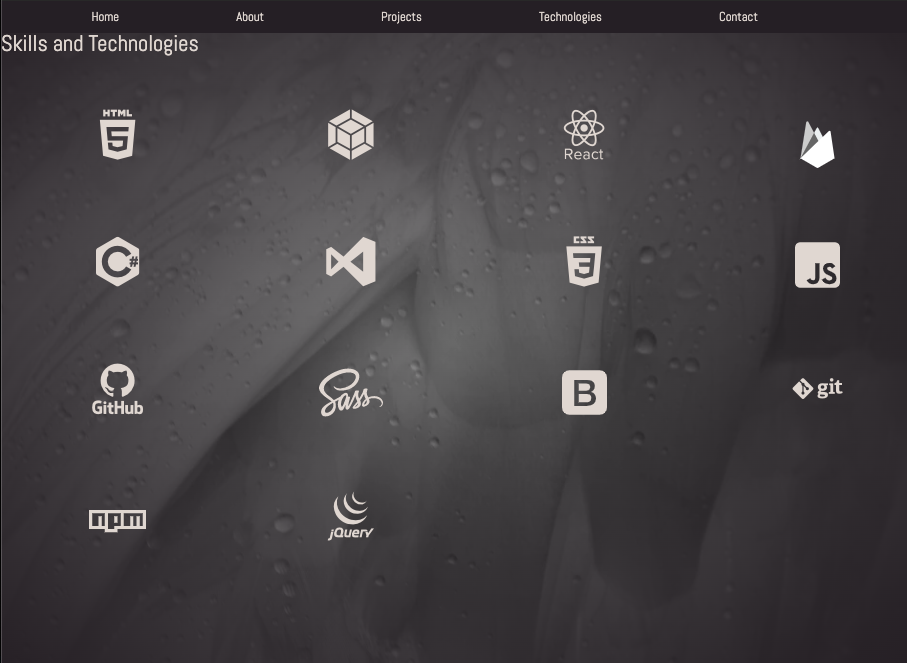 Home About Projects Technologies Contact
Skills and Technologies
HTML
5
React
C#
CSS
3
JS
GitHub
Sass
B
git
npm
jQuery